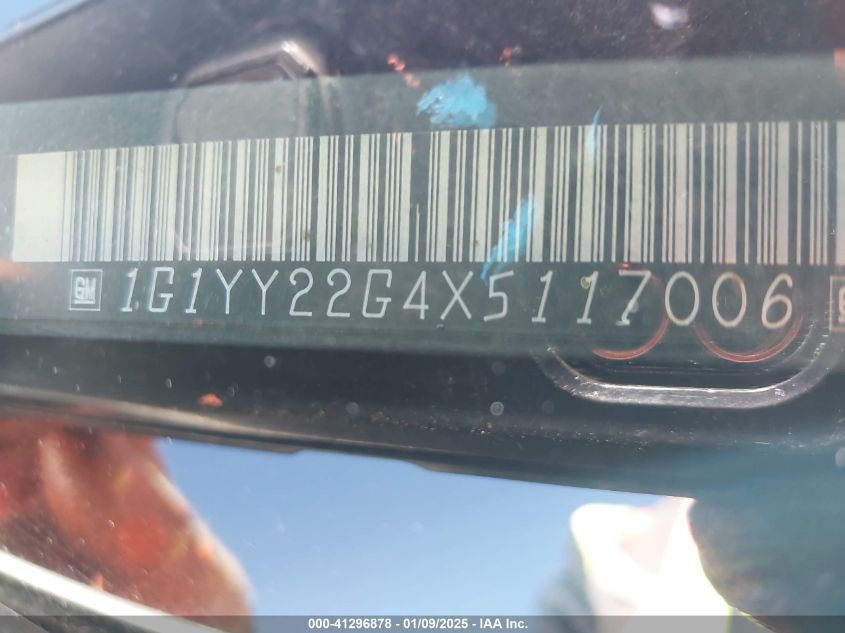 GM 1G1YY22G4X5117006
000-41296878 - 01/09/2025 - IAA Inc.